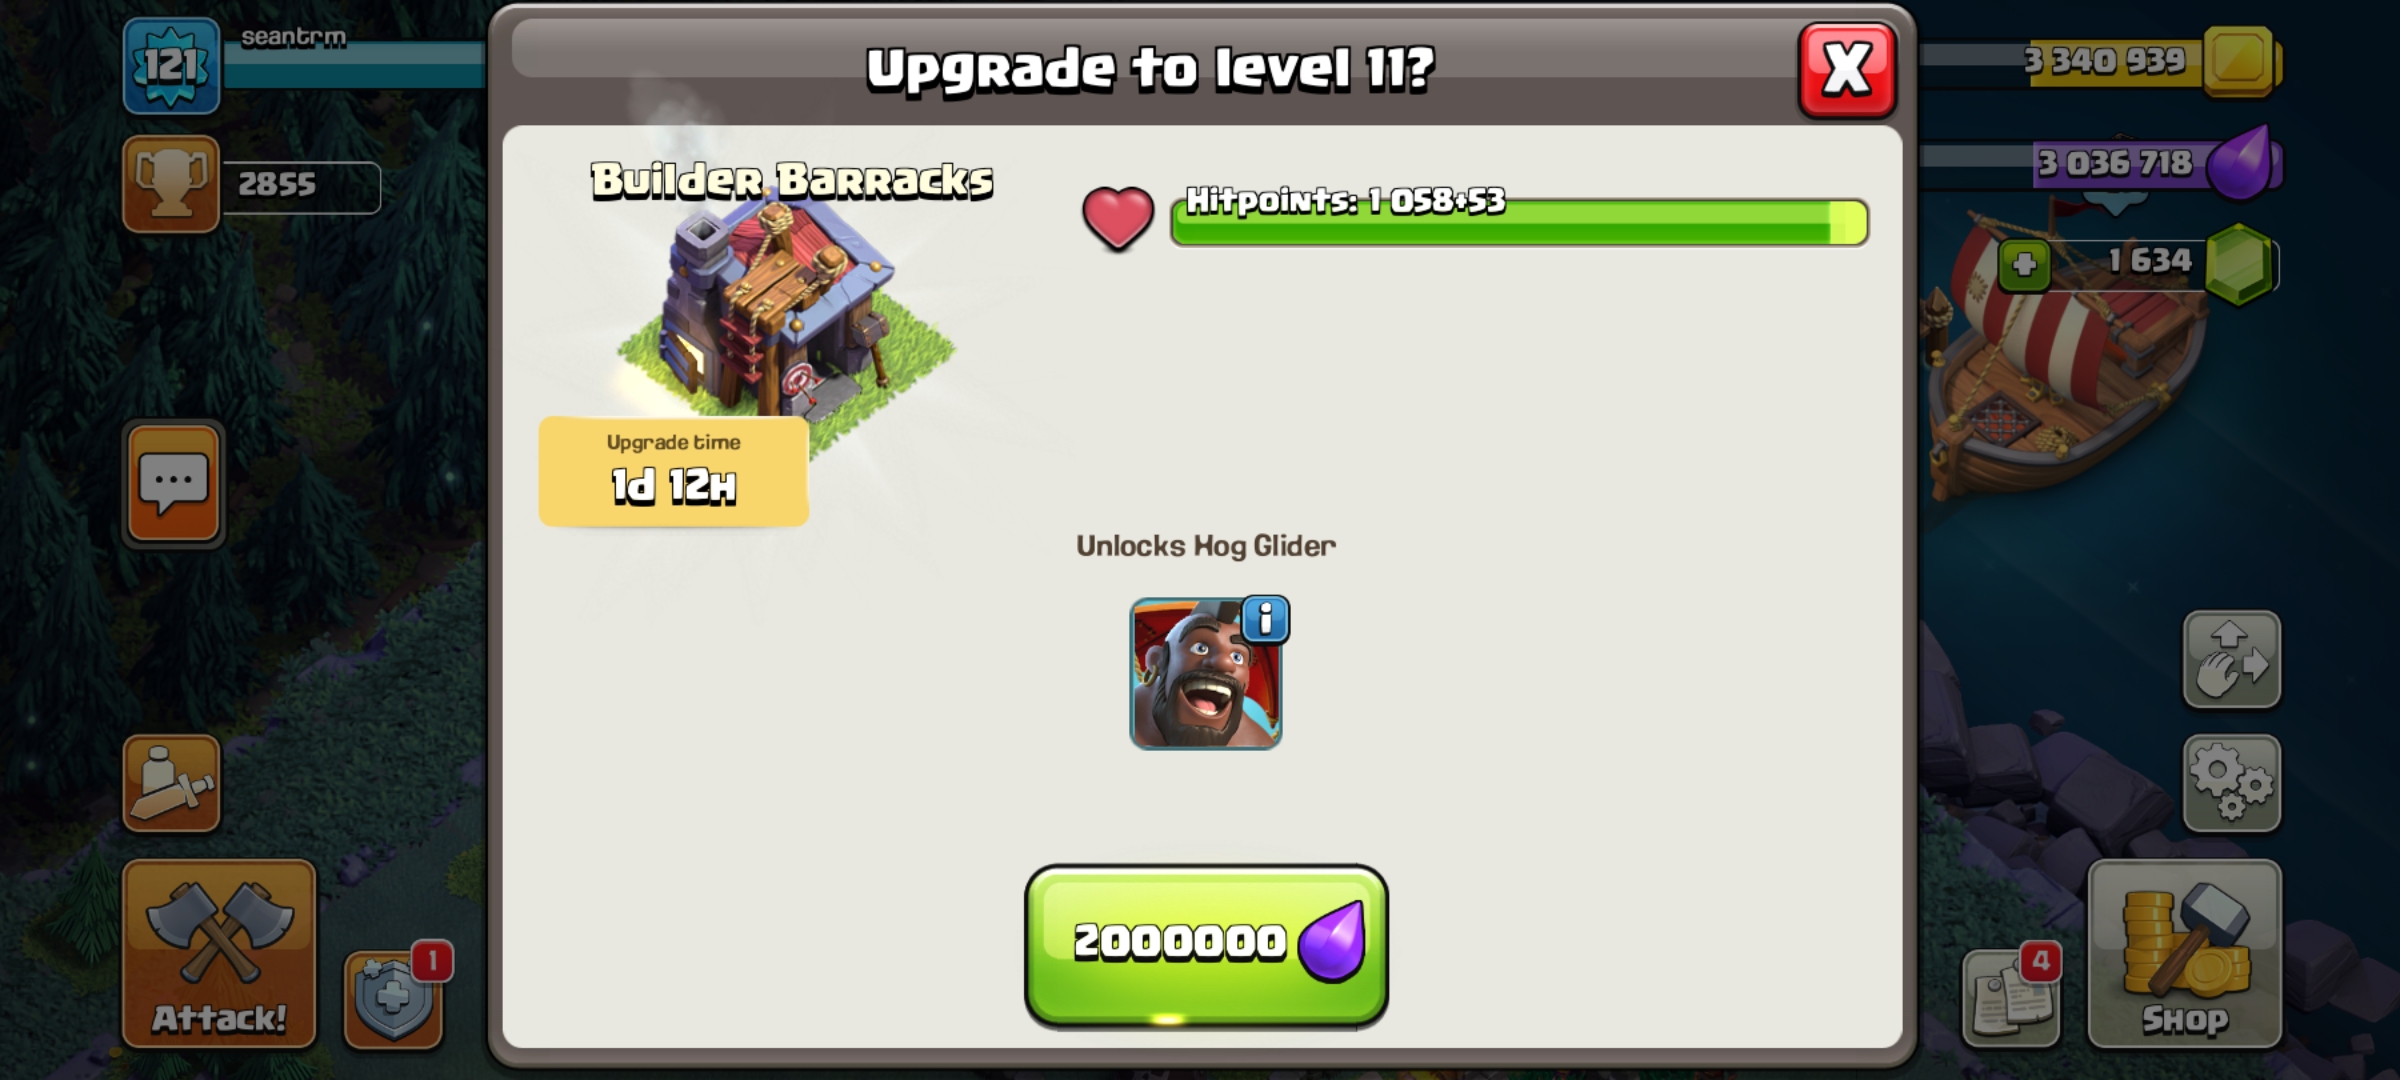 121
seantrm
2855
Upgrade to level 11?
X
3 340 939
3 036 718
1 634
Builder Barracks
Hitpoints: 1 058+53
Upgrade time
1d 12H
Unlocks Hog Glider
i
2000000
Attack!
1
4
Shop